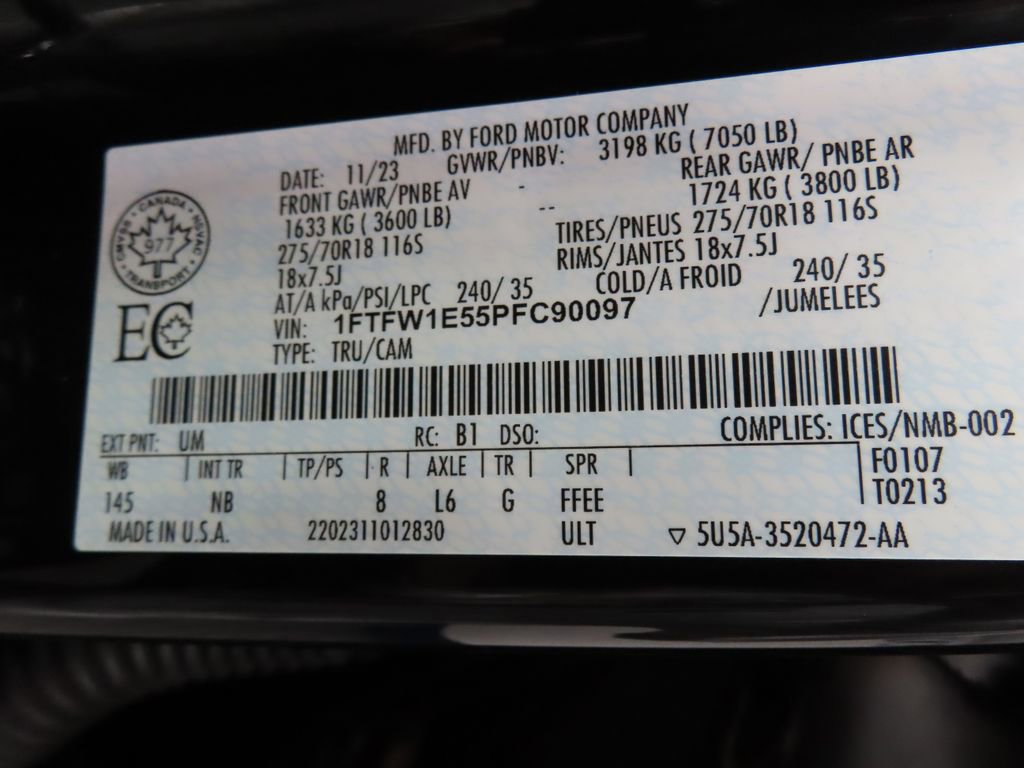 MFD. BY FORD MOTOR COMPANY
DATE: 11/23 GVWR/PNBV: 3198 KG ( 7050 LB)
FRONT GAWR/PNBE AV - REAR GAWR/ PNBE AR
1633 KG ( 3600 LB) -- 1724 KG ( 3800 LB)
275/70R18 116S TIRES/PNEUS 275/70R18 116S
18x7.5J RIMS/JANTES 18x7.5J
AT/A kPa/PSI/LPC 240/ 35 COLD/A FROID 240/ 35
VIN: 1FTFW1E55PFC90097 /JUMELEES
TYPE: TRU/CAM
CANADA
NSVAC
977
NSVMC
TRANSPORT
EC
EXT PNT: UM RC: B1 DSO: COMPLIES: ICES/NMB-002
WB | INT TR | TP/PS | R | AXLE | TR | SPR | F0107
145 NB 8 L6 G FFEE T0213
MADE IN U.S.A. 2202311012830 ULT ▽ 5U5A-3520472-AA